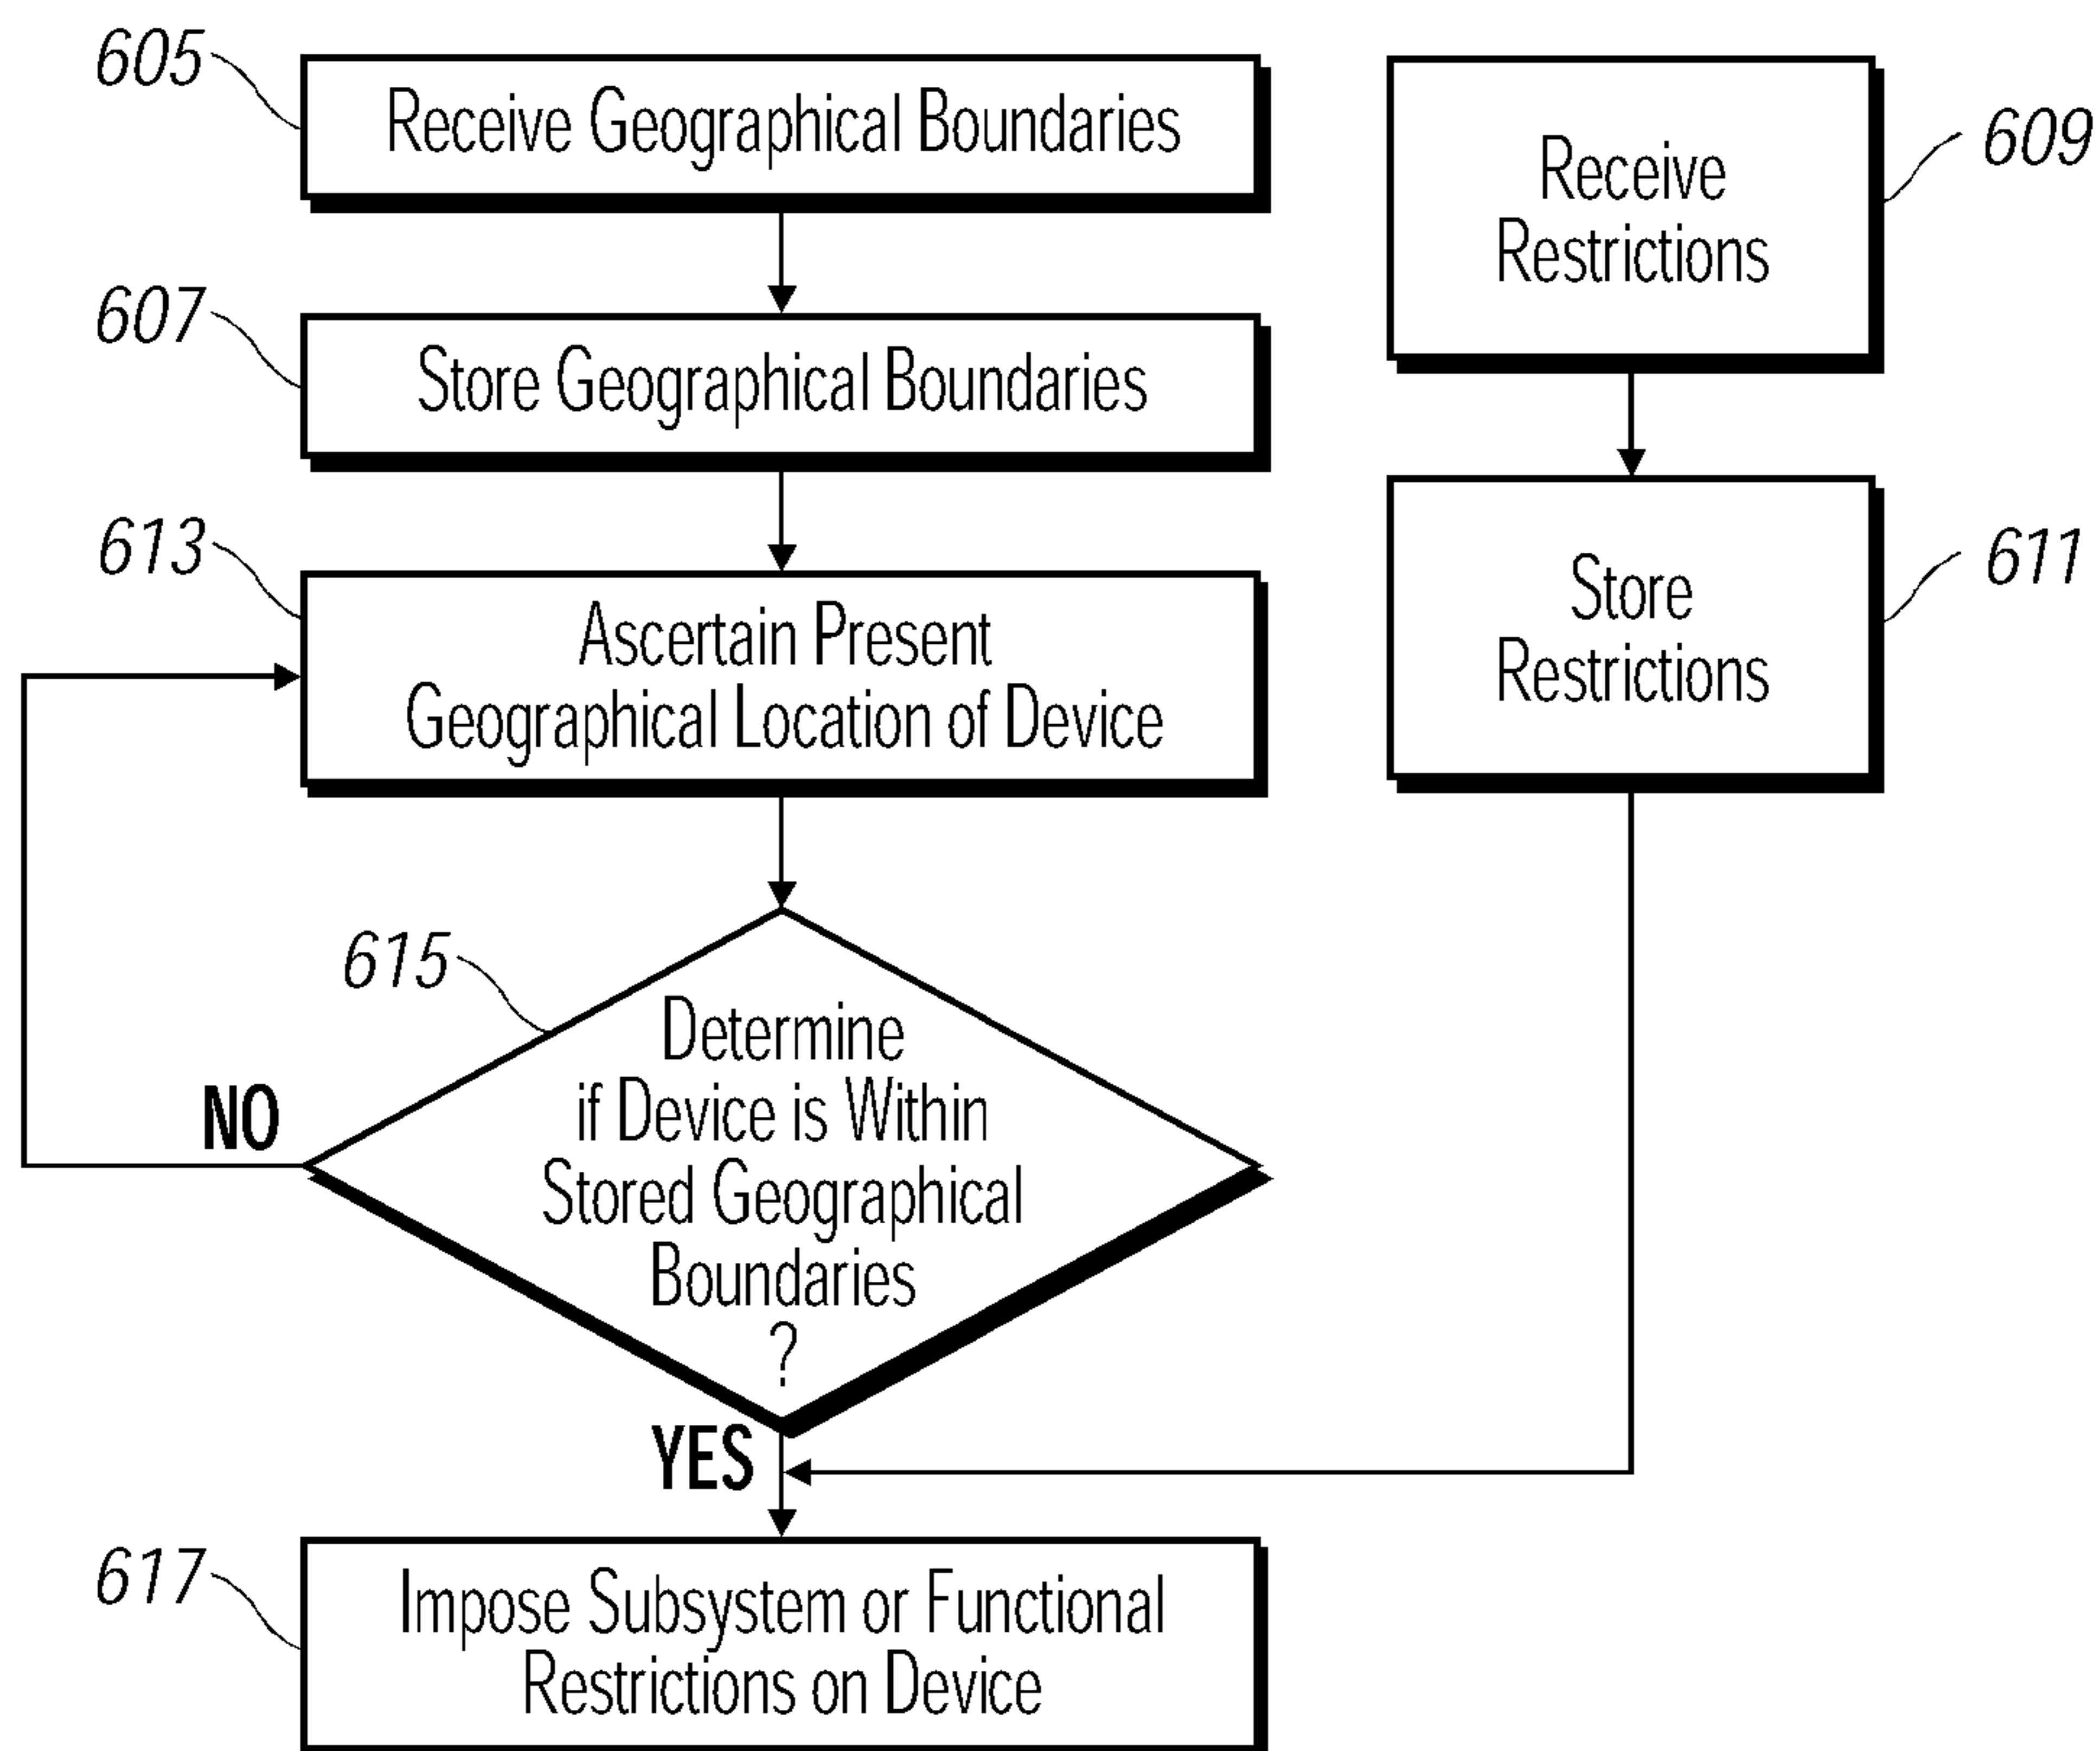 605
Receive Geographical Boundaries
607
Store Geographical Boundaries
613
Ascertain Present
Geographical Location of Device
615
Determine
if Device is Within
Stored Geographical
Boundaries
?
NO
YES
617
Impose Subsystem or Functional
Restrictions on Device
609
Receive
Restrictions
611
Store
Restrictions